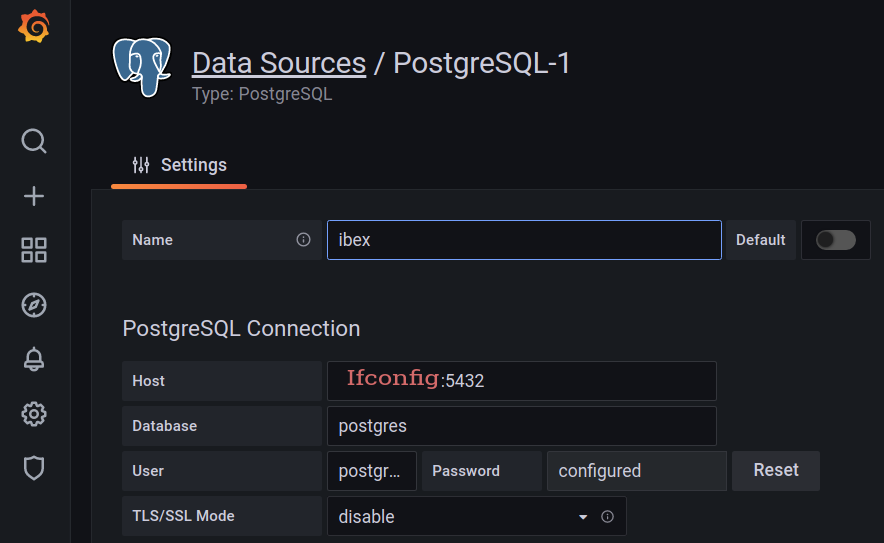 Data Sources / PostgreSQL-1
Type: PostgreSQL
Settings
Name ibex Default
PostgreSQL Connection
Host Ifconfig:5432
Database postgres
User postgr... Password configured Reset
TLS/SSL Mode disable